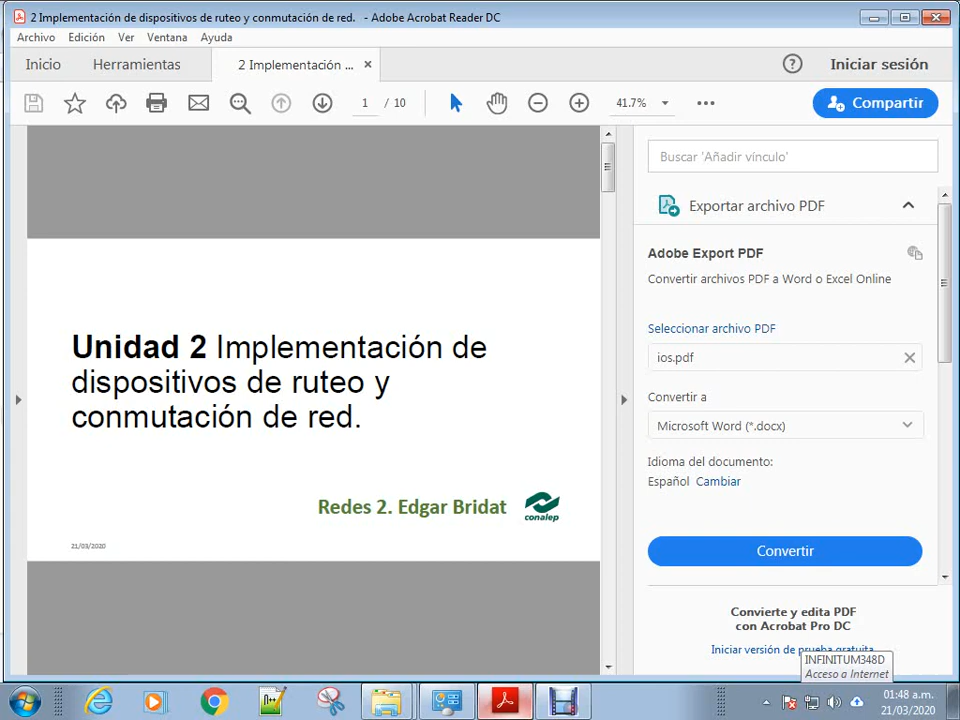 2 Implementación de dispositivos de ruteo y conmutación de red. - Adobe Acrobat Reader DC
Archivo Edición Ver Ventana Ayuda
Inicio Herramientas 2 Implementación ... × Iniciar sesión
1 / 10 41.7% Compartir
Buscar 'Añadir vínculo'
Exportar archivo PDF
Adobe Export PDF
Convertir archivos PDF a Word o Excel Online
Seleccionar archivo PDF
ios.pdf
Convertir a
Microsoft Word (*.docx)
Idioma del documento:
Español Cambiar
Convertir
Convierte y edita PDF
con Acrobat Pro DC
Iniciar versión de prueba gratuita
INFINITUM348D
Acceso a Internet
Unidad 2 Implementación de
dispositivos de ruteo y
conmutación de red.
Redes 2. Edgar Bridat
conalep
21/03/2020
01:48 a.m.
21/03/2020